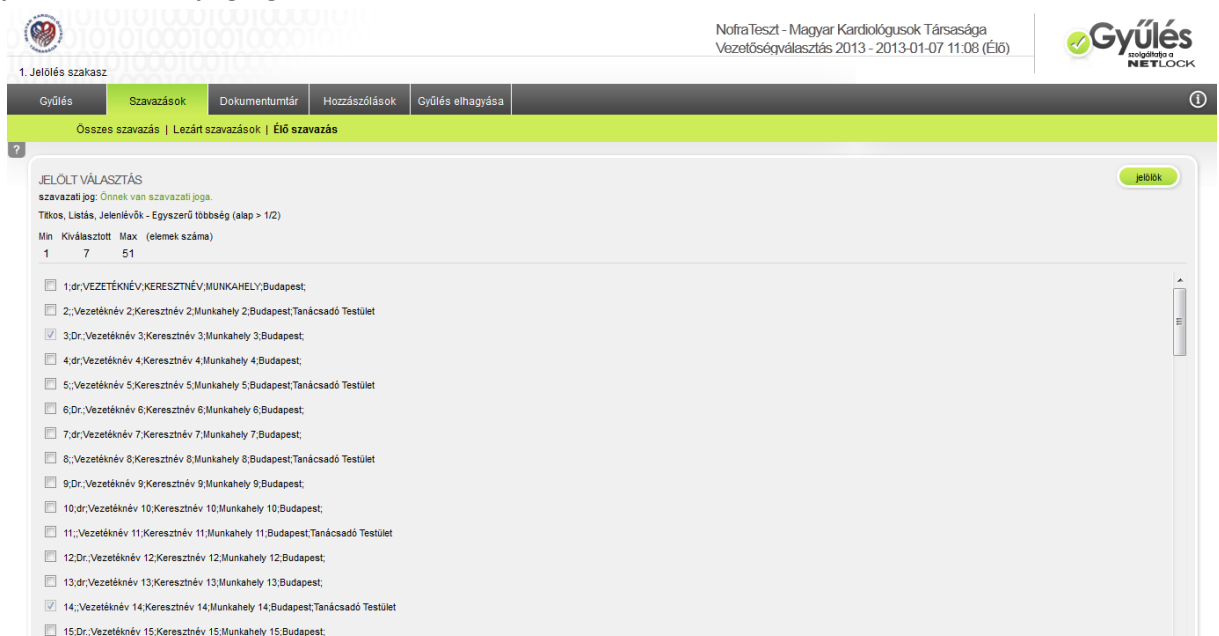 NofraTeszt - Magyar Kardiológusok Társasága
Vezetőségválasztás 2013 - 2013-01-07 11:08 (Élő)
Gyűlés
szolgáltatja a
NETLOCK
1. Jelölés szakasz
Gyűlés Szavazások Dokumentumtár Hozzászólások Gyűlés elhagyása
Összes szavazás | Lezárt szavazások | Élő szavazás
?
JELÖLT VÁLASZTÁS
jelölök
szavazati jog: Önnek van szavazati joga.
Titkos, Listás, Jelenlévők - Egyszerű többség (alap > 1/2)
Min Kiválasztott Max (elemek száma)
1 7 51
1;dr;VEZETÉKNÉV;KERESZTNÉV;MUNKAHELY;Budapest;
2;;Vezetéknév 2;Keresztnév 2;Munkahely 2;Budapest;Tanácsadó Testület
3;Dr.;Vezetéknév 3;Keresztnév 3;Munkahely 3;Budapest;
4;dr;Vezetéknév 4;Keresztnév 4;Munkahely 4;Budapest;
5;;Vezetéknév 5;Keresztnév 5;Munkahely 5;Budapest;Tanácsadó Testület
6;Dr.;Vezetéknév 6;Keresztnév 6;Munkahely 6;Budapest;
7;dr;Vezetéknév 7;Keresztnév 7;Munkahely 7;Budapest;
8;;Vezetéknév 8;Keresztnév 8;Munkahely 8;Budapest;Tanácsadó Testület
9;Dr.;Vezetéknév 9;Keresztnév 9;Munkahely 9;Budapest;
10;dr;Vezetéknév 10;Keresztnév 10;Munkahely 10;Budapest;
11;;Vezetéknév 11;Keresztnév 11;Munkahely 11;Budapest;Tanácsadó Testület
12;Dr.;Vezetéknév 12;Keresztnév 12;Munkahely 12;Budapest;
13;dr;Vezetéknév 13;Keresztnév 13;Munkahely 13;Budapest;
14;;Vezetéknév 14;Keresztnév 14;Munkahely 14;Budapest;Tanácsadó Testület
15;Dr.;Vezetéknév 15;Keresztnév 15;Munkahely 15;Budapest;